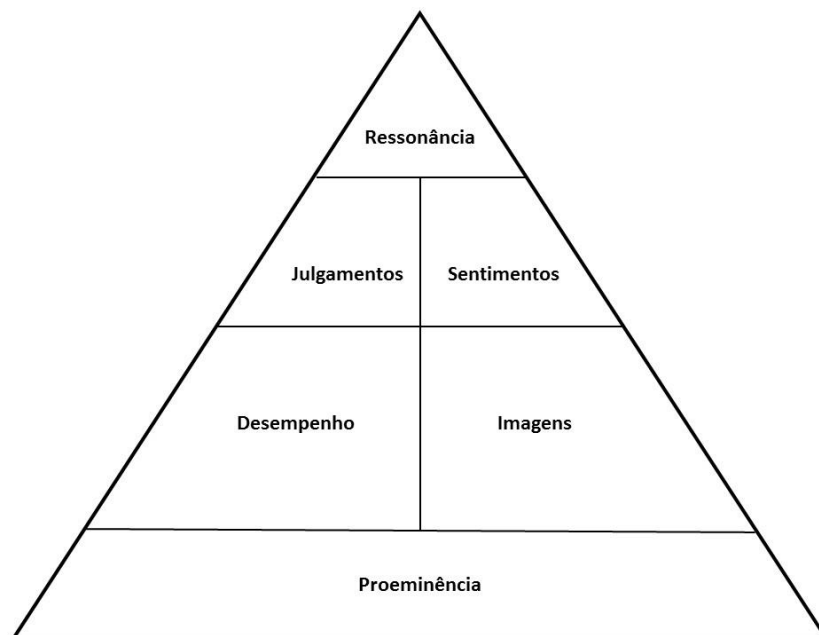 Ressonância
Julgamentos
Sentimentos
Desempenho
Imagens
Proeminência